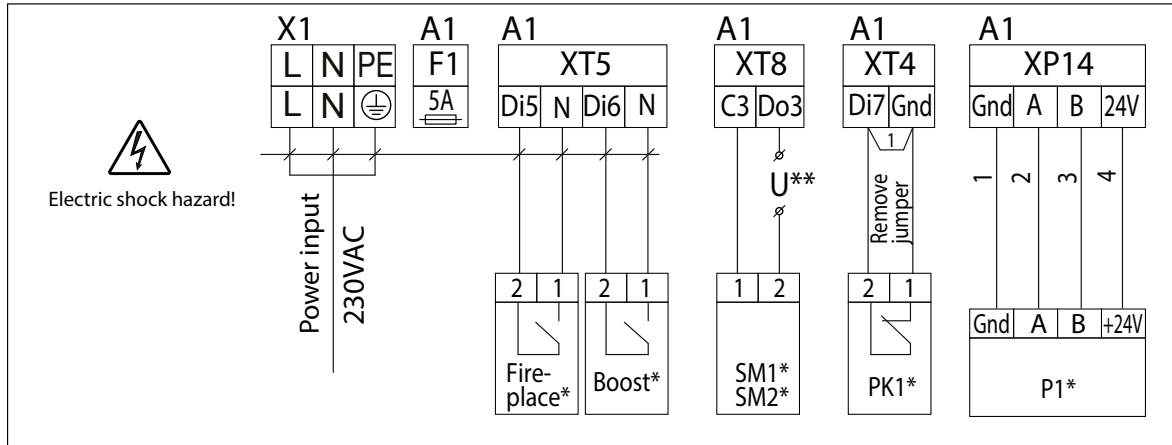 X1
A1
A1
A1
A1
A1
L N PE
F1
XT5
XT8
XT4
XP14
L N
5A
Di5 N Di6 N
C3 Do3
Di7 Gnd
Gnd A B 24V
1
U**
Remove
jumper
1
2
3
4
Electric shock hazard!
Power input
230VAC
2 1
2 1
1 2
2 1
Gnd A B +24V
Fire-
place*
Boost*
SM1*
SM2*
PK1*
P1*